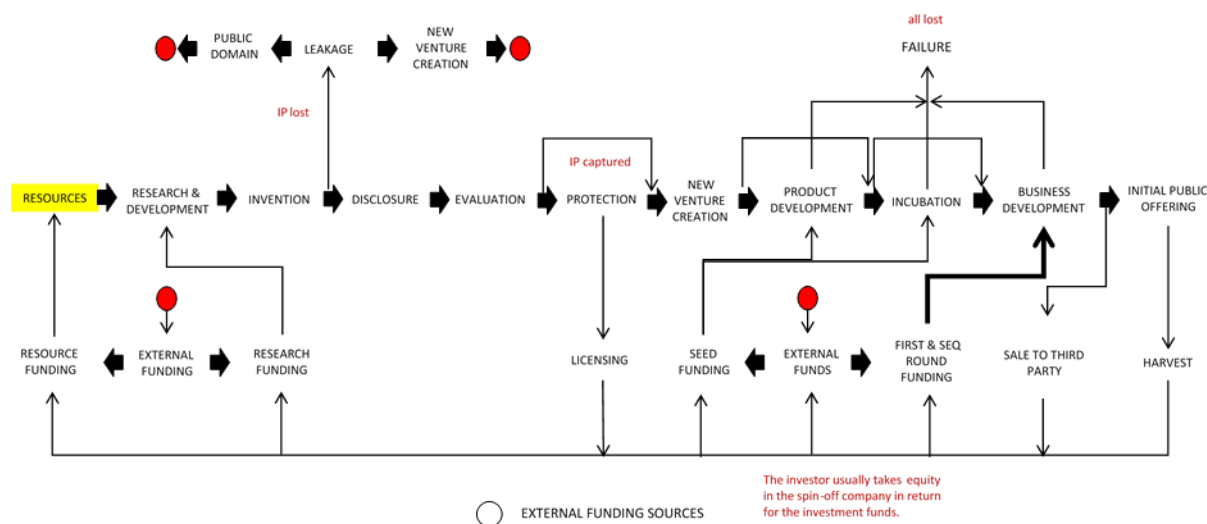 all lost
PUBLIC
DOMAIN
LEAKAGE
NEW
VENTURE
CREATION
FAILURE
IP lost
IP captured
RESOURCES
RESEARCH &
DEVELOPMENT
INVENTION
DISCLOSURE
EVALUATION
PROTECTION
NEW
VENTURE
CREATION
PRODUCT
DEVELOPMENT
INCUBATION
BUSINESS
DEVELOPMENT
INITIAL PUBLIC
OFFERING
RESOURCE
FUNDING
EXTERNAL
FUNDING
RESEARCH
FUNDING
LICENSING
SEED
FUNDING
EXTERNAL
FUNDS
FIRST & SEQ
ROUND
FUNDING
SALE TO THIRD
PARTY
HARVEST
The investor usually takes equity
in the spin-off company in return
for the investment funds.
EXTERNAL FUNDING SOURCES